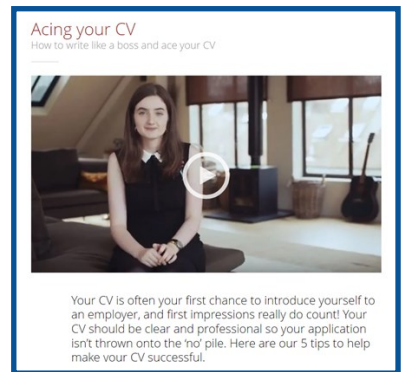 Acing your CV
How to write like a boss and ace your CV
Your CV is often your first chance to introduce yourself to
an employer, and first impressions really do count! Your
CV should be clear and professional so your application
isn't thrown onto the ‘no’ pile. Here are our 5 tips to help
make your CV successful.